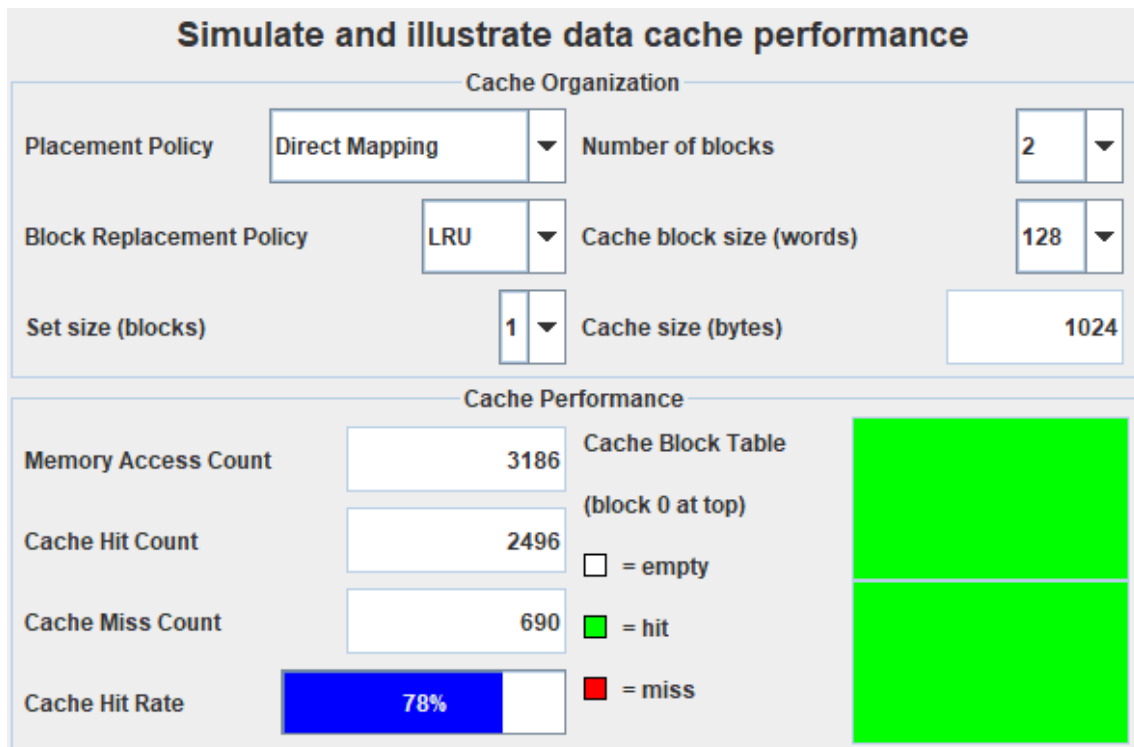 Simulate and illustrate data cache performance
Cache Organization
Placement Policy Direct Mapping Number of blocks 2
Block Replacement Policy LRU Cache block size (words) 128
Set size (blocks) 1 Cache size (bytes) 1024
Cache Performance
Memory Access Count 3186 Cache Block Table
(block 0 at top)
Cache Hit Count 2496
= empty
Cache Miss Count 690 = hit
Cache Hit Rate 78% = miss